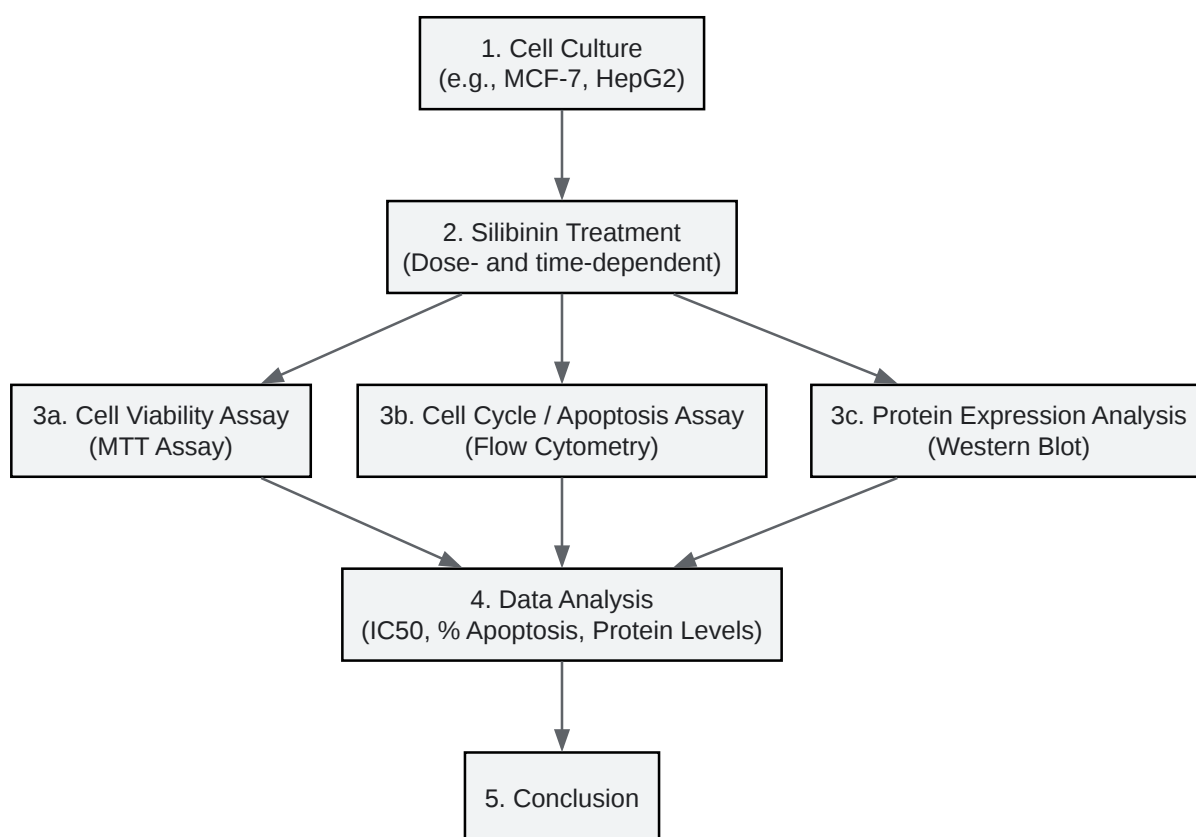 1. Cell Culture
(e.g., MCF-7, HepG2)
2. Silibinin Treatment
(Dose- and time-dependent)
3a. Cell Viability Assay
(MTT Assay)
3b. Cell Cycle / Apoptosis Assay
(Flow Cytometry)
3c. Protein Expression Analysis
(Western Blot)
4. Data Analysis
(IC50, % Apoptosis, Protein Levels)
5. Conclusion